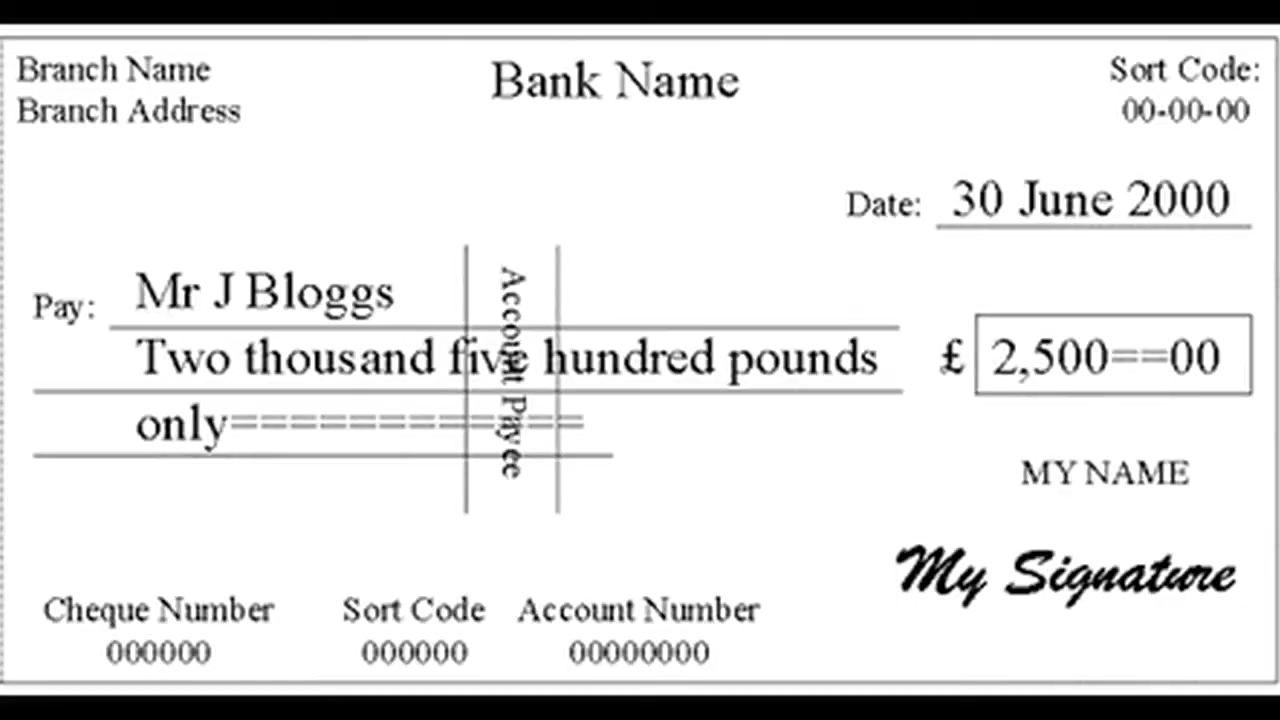 Branch Name
Branch Address
Bank Name
Sort Code:
00-00-00
Date: 30 June 2000
Pay: Mr J Bloggs
Two thousand five hundred pounds
£ 2,500==00
only============
Account Payee
MY NAME
My Signature
Cheque Number Sort Code Account Number
000000 000000 00000000